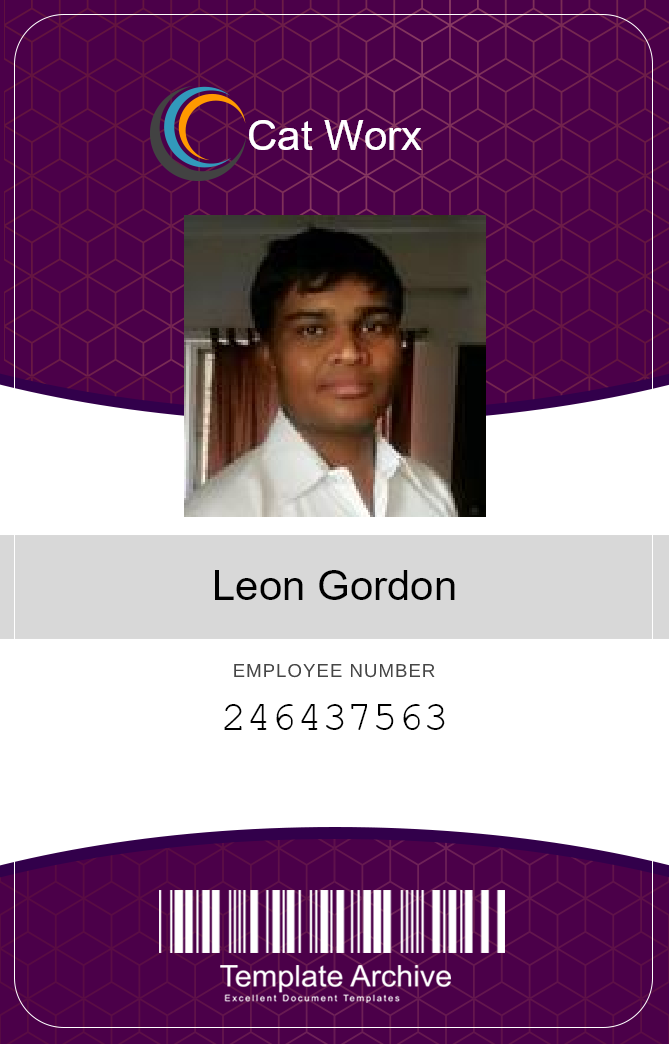 Cat Worx
Leon Gordon
EMPLOYEE NUMBER
246437563
Template Archive
Excellent Document Templates